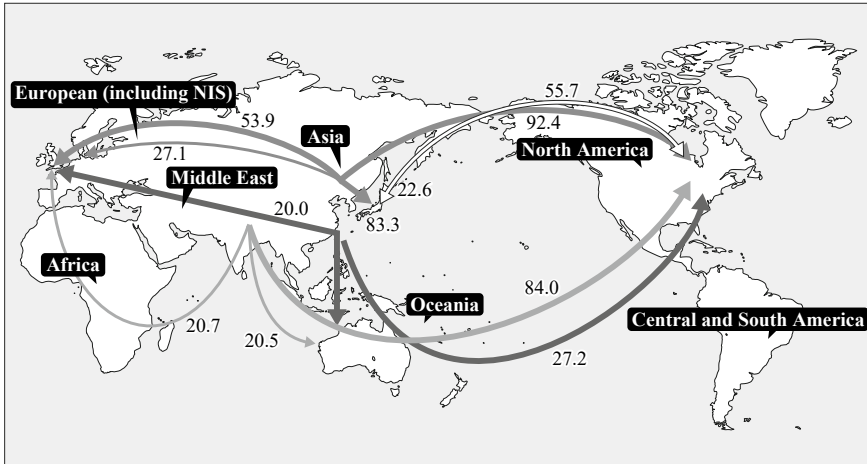 55.7
European (including NIS)
53.9
92.4
Asia
North America
27.1
Middle East
22.6
20.0
83.3
Africa
84.0
Oceania
Central and South America
20.7
20.5
27.2